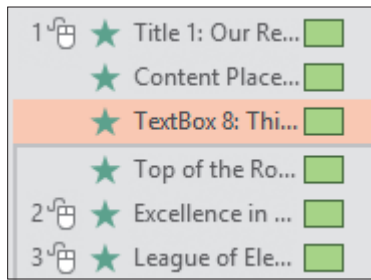 1 Title 1: Our Re...
Content Place...
TextBox 8: Thi...
Top of the Ro...
2 Excellence in ...
3 League of Ele...